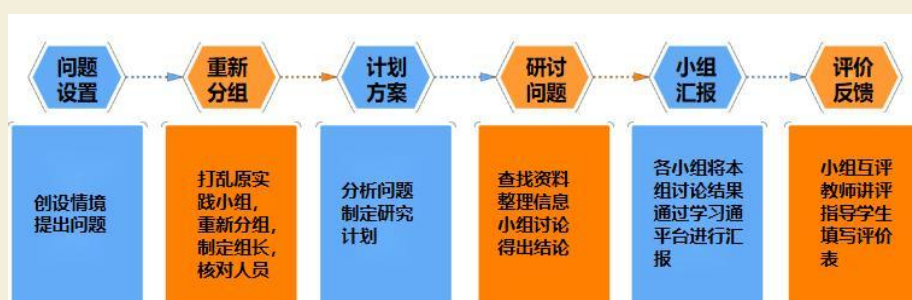 问题
设置
重新
分组
计划
方案
研讨
问题
小组
汇报
评价
反馈
创设情境
提出问题
打乱原实
践小组，
重新分组，
制定组长，
核对人员
分析问题
制定研究
计划
查找资料
整理信息
小组讨论
得出结论
各小组将本
组讨论结果
通过学习通
平台进行汇
报
小组互评
教师讲评
指导学生
填写评价
表